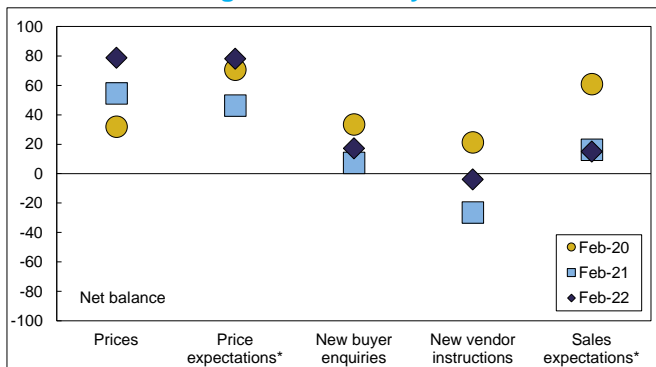 100
80
60
40
20
0
-20
-40
-60
-80
-100
Net balance
Feb-20
Feb-21
Feb-22
Prices
Price expectations*
New buyer enquiries
New vendor instructions
Sales expectations*